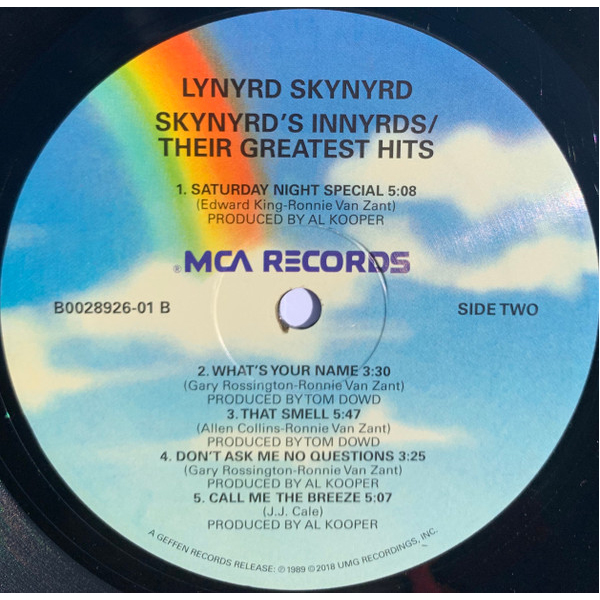 LYNYRD SKYNYRD
SKYNYRD'S INNYRDS/
THEIR GREATEST HITS
1. SATURDAY NIGHT SPECIAL 5:08
(Edward King-Ronnie Van Zant)
PRODUCED BY AL KOOPER
®MCA RECORDS
B0028926-01 B
SIDE TWO
2. WHAT'S YOUR NAME 3:30
(Gary Rossington-Ronnie Van Zant)
PRODUCED BY TOM DOWD
3. THAT SMELL 5:47
(Allen Collins-Ronnie Van Zant)
PRODUCED BY TOM DOWD
4. DON'T ASK ME NO QUESTIONS 3:25
(Gary Rossington-Ronnie Van Zant)
PRODUCED BY AL KOOPER
5. CALL ME THE BREEZE 5:07
(J.J. Cale)
PRODUCED BY AL KOOPER
A GEFFEN RECORDS RELEASE: ℗ 1989 © 2018 UMG RECORDINGS, INC.